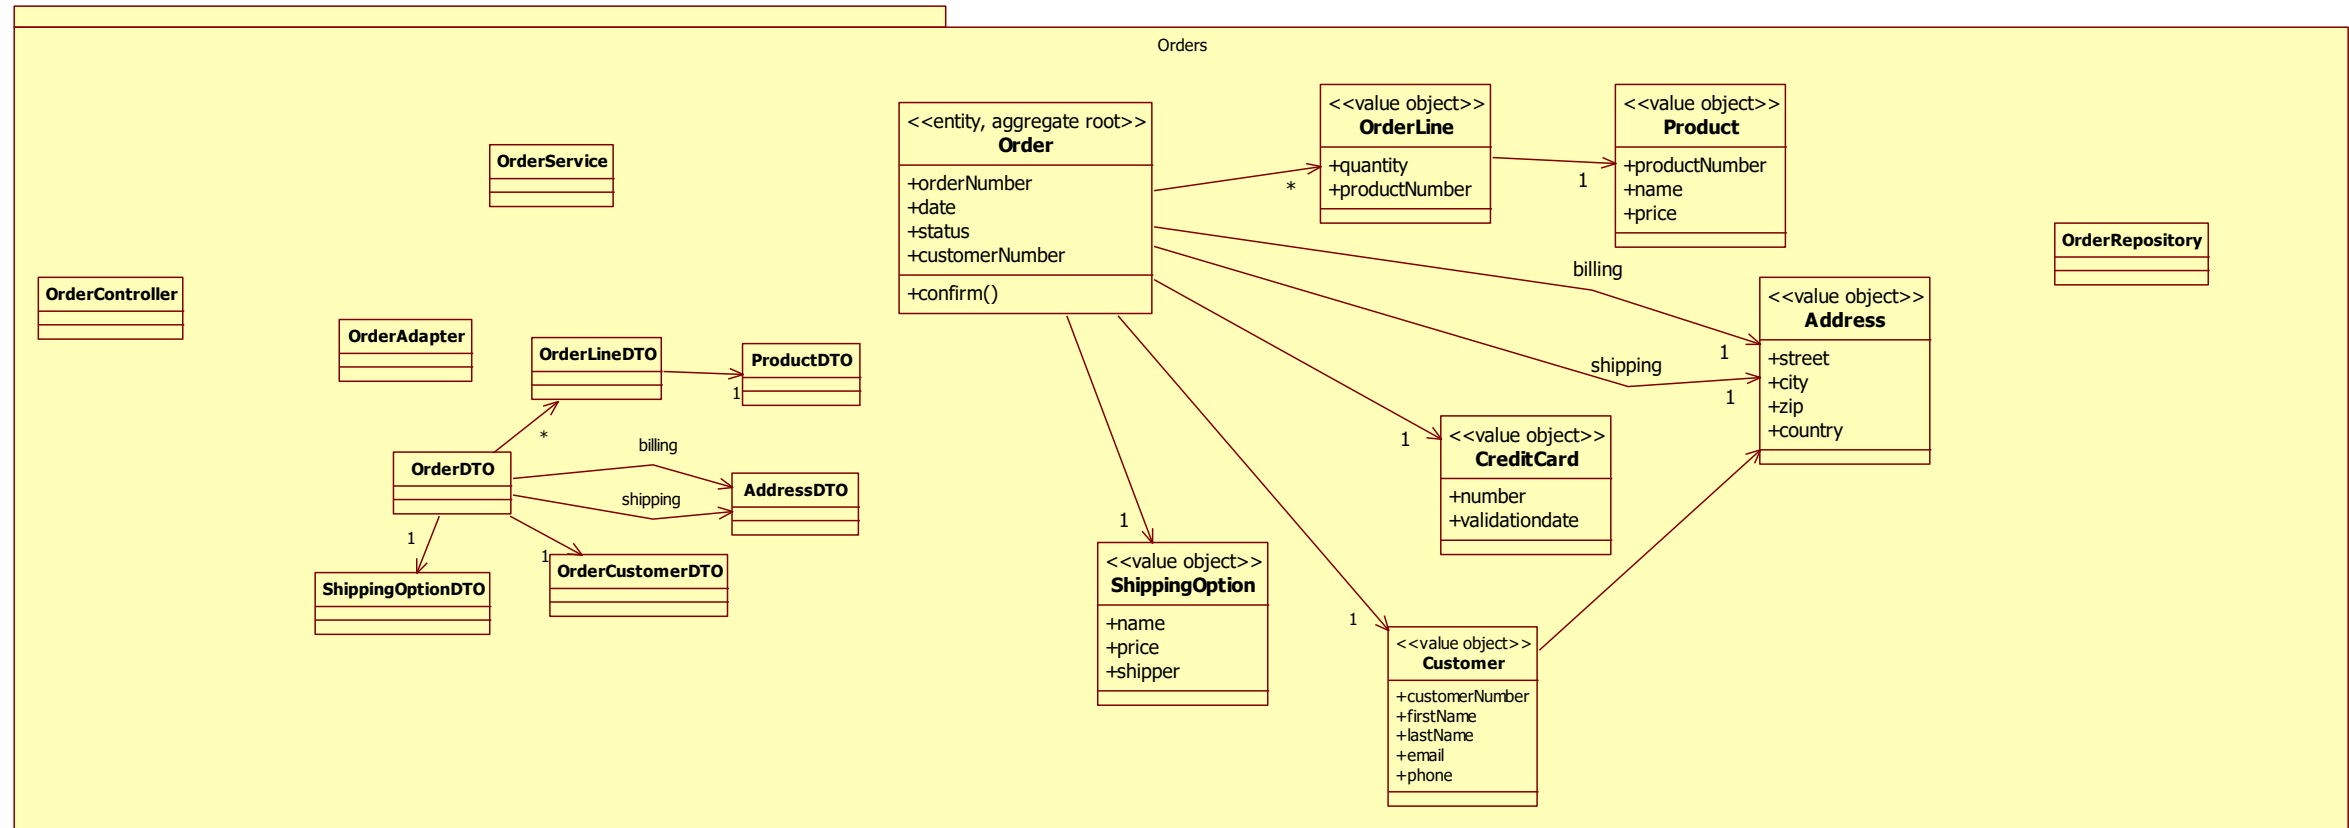 Orders
OrderController
OrderService
OrderAdapter
OrderLineDTO
1
ProductDTO
*
OrderDTO
billing
shipping
AddressDTO
1
ShippingOptionDTO
1
OrderCustomerDTO
<<entity, aggregate root>>
Order
+orderNumber
+date
+status
+customerNumber
+confirm()
*
<<value object>>
OrderLine
+quantity
+productNumber
1
<<value object>>
Product
+productNumber
+name
+price
billing
1
shipping
1
<<value object>>
Address
+street
+city
+zip
+country
1
<<value object>>
CreditCard
+number
+validationdate
1
<<value object>>
ShippingOption
+name
+price
+shipper
1
<<value object>>
Customer
+customerNumber
+firstName
+lastName
+email
+phone
OrderRepository